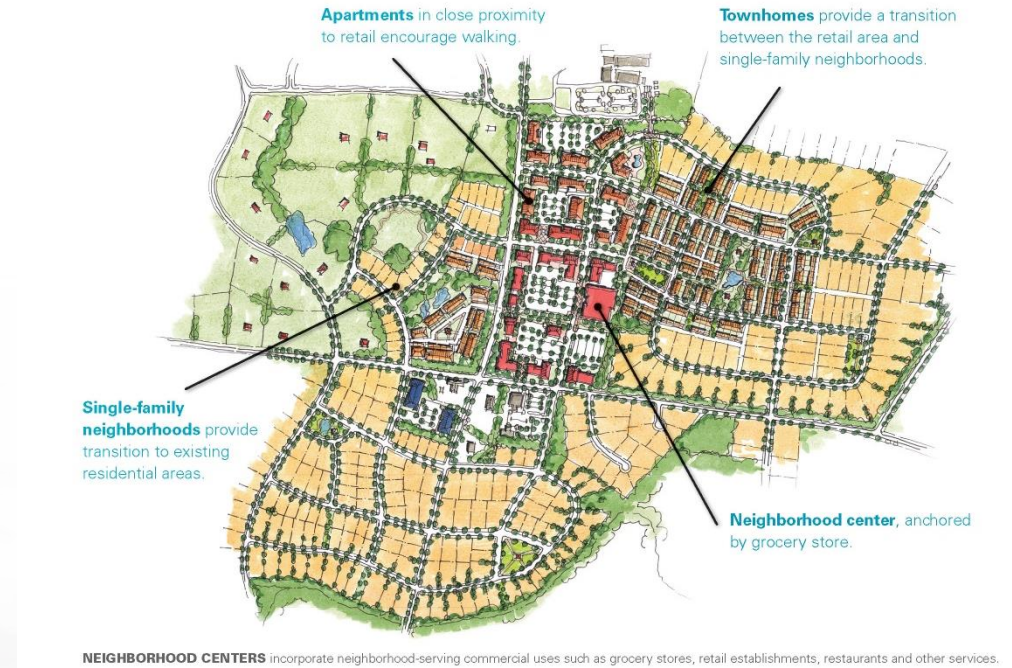 Apartments in close proximity
to retail encourage walking.
Townhomes provide a transition
between the retail area and
single-family neighborhoods.
Single-family
neighborhoods provide
transition to existing
residential areas.
Neighborhood center, anchored
by grocery store.
NEIGHBORHOOD CENTERS incorporate neighborhood-serving commercial uses such as grocery stores, retail establishments, restaurants and other services.